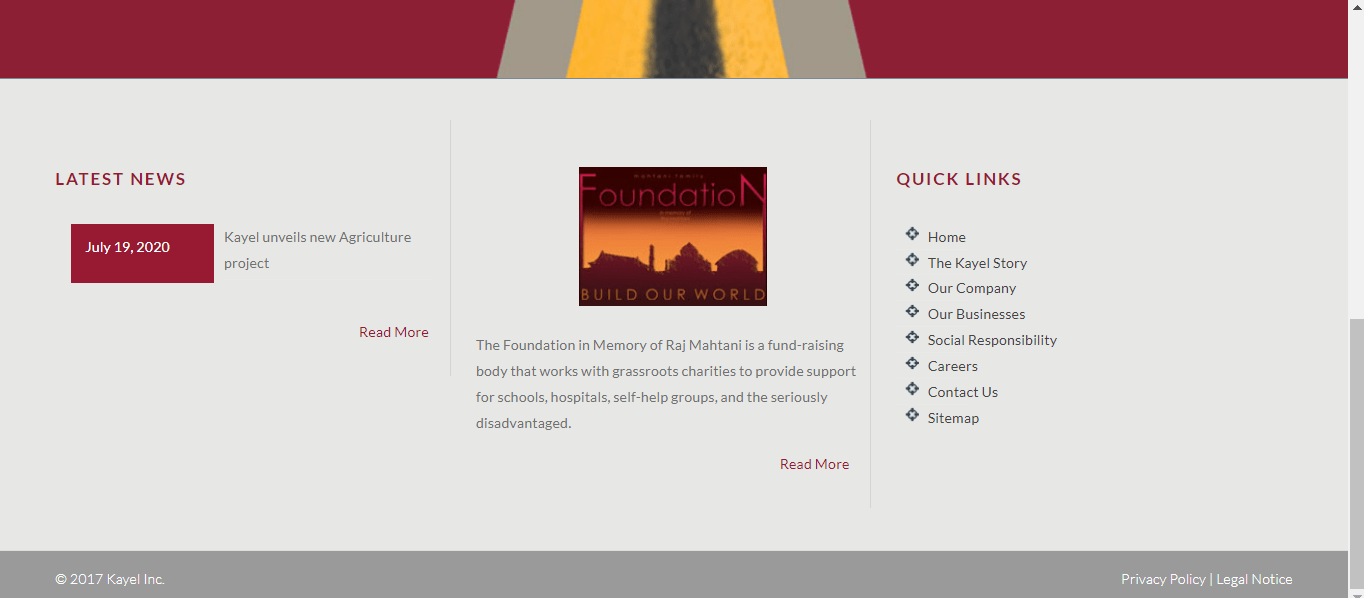 LATEST NEWS
July 19, 2020
Kayel unveils new Agriculture
project
Read More
mahtani family
FoundatioN
In memory of
BUILD OUR WORLD
The Foundation in Memory of Raj Mahtani is a fund-raising
body that works with grassroots charities to provide support
for schools, hospitals, self-help groups, and the seriously
disadvantaged.
Read More
QUICK LINKS
Home
The Kayel Story
Our Company
Our Businesses
Social Responsibility
Careers
Contact Us
Sitemap
© 2017 Kayel Inc.
Privacy Policy | Legal Notice